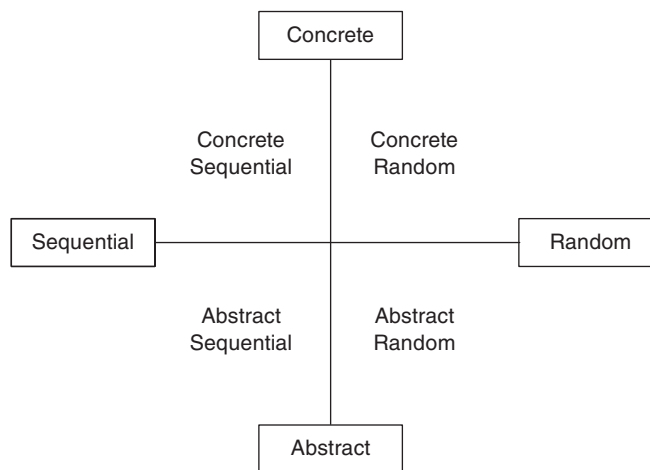 Concrete
Concrete
Sequential
Concrete
Random
Sequential
Random
Abstract
Sequential
Abstract
Random
Abstract